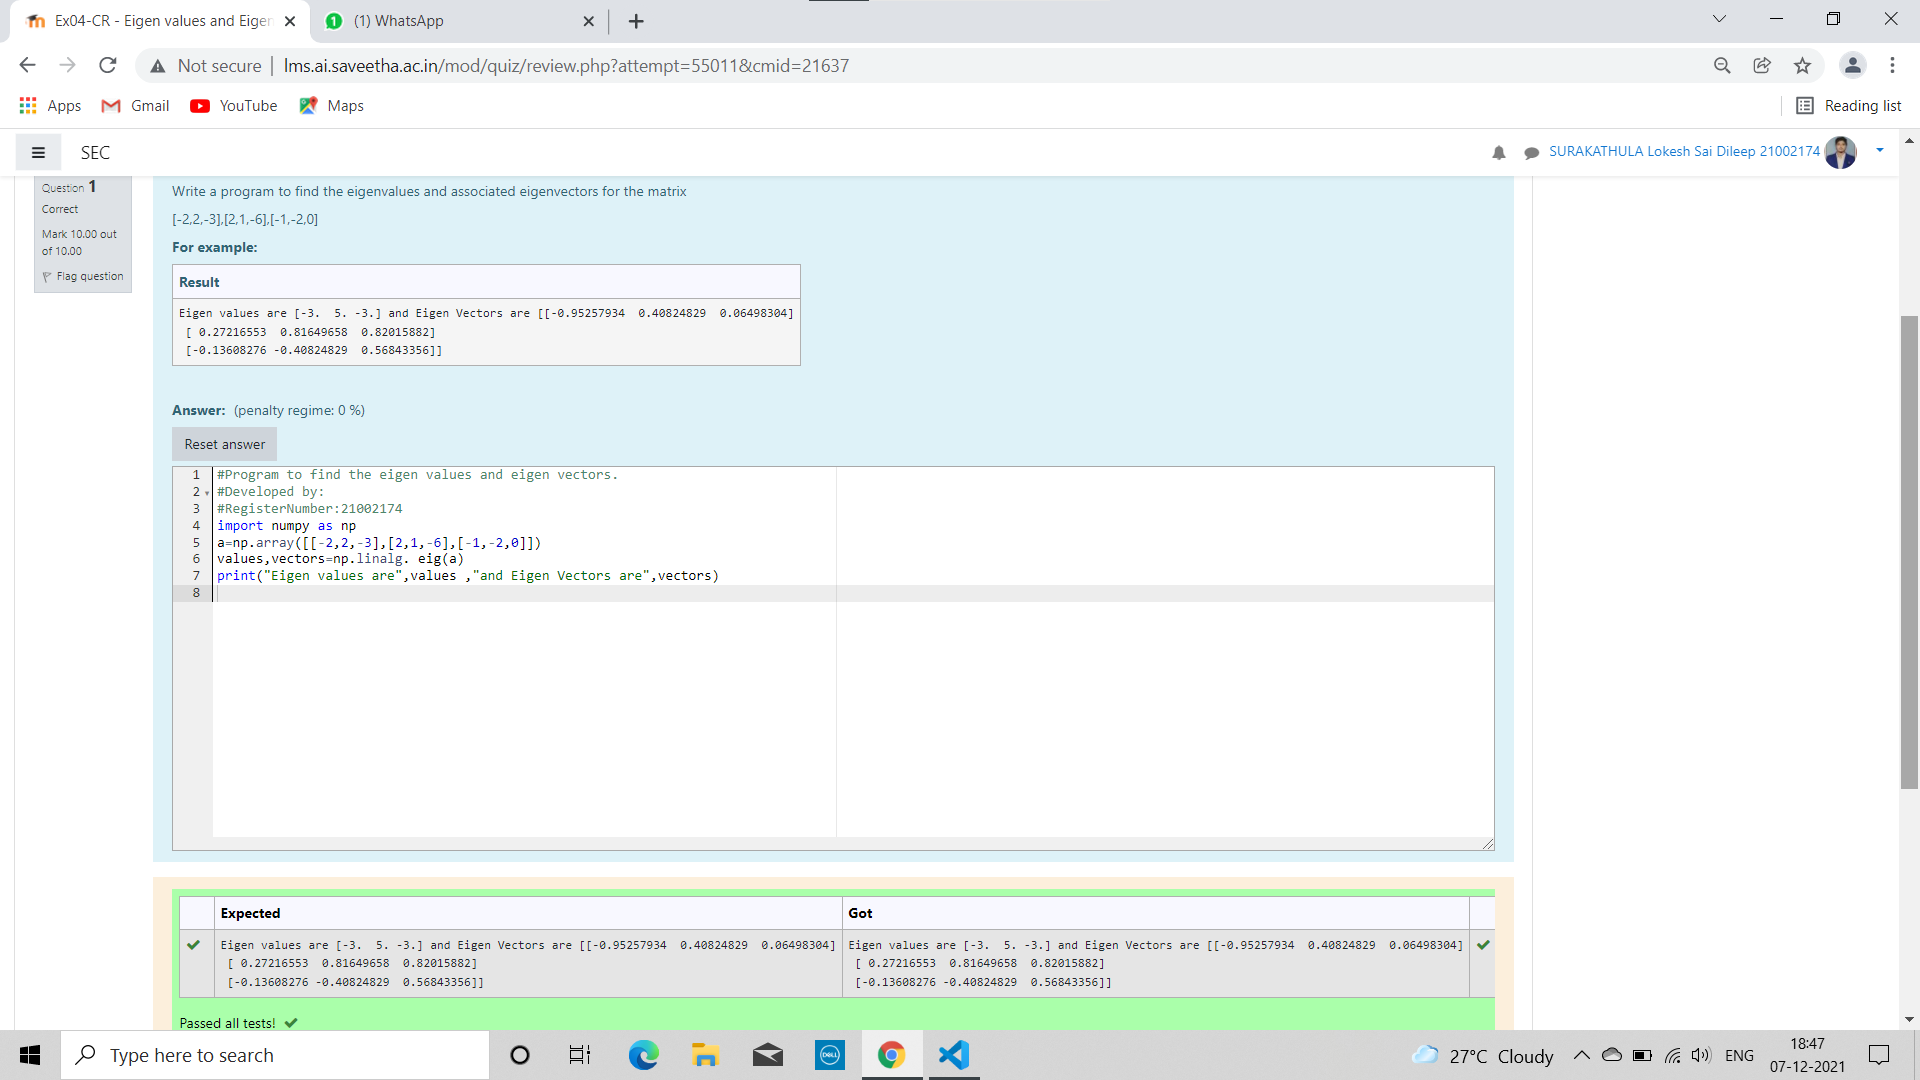 Ex04-CR - Eigen values and Eigen
(1) WhatsApp
Not secure | lms.ai.saveetha.ac.in/mod/quiz/review.php?attempt=55011&cmid=21637
Apps Gmail YouTube Maps Reading list
SEC SURAKATHULA Lokesh Sai Dileep 21002174
Question 1
Correct
Mark 10.00 out
of 10.00
Flag question
Write a program to find the eigenvalues and associated eigenvectors for the matrix
[-2,2,-3],[2,1,-6],[-1,-2,0]
For example:
Result
Eigen values are [-3.  5. -3.] and Eigen Vectors are [[-0.95257934  0.40824829  0.06498304]
[ 0.27216553  0.81649658  0.82015882]
[-0.13608276 -0.40824829  0.56843356]]
Answer: (penalty regime: 0 %)
Reset answer
1 #Program to find the eigen values and eigen vectors.
2 #Developed by:
3 #RegisterNumber:21002174
4 import numpy as np
5 a=np.array([[-2,2,-3],[2,1,-6],[-1,-2,0]])
6 values,vectors=np.linalg. eig(a)
7 print("Eigen values are",values ,"and Eigen Vectors are",vectors)
8
Expected Got
Eigen values are [-3.  5. -3.] and Eigen Vectors are [[-0.95257934  0.40824829  0.06498304] Eigen values are [-3.  5. -3.] and Eigen Vectors are [[-0.95257934  0.40824829  0.06498304]
[ 0.27216553  0.81649658  0.82015882] [ 0.27216553  0.81649658  0.82015882]
[-0.13608276 -0.40824829  0.56843356]] [-0.13608276 -0.40824829  0.56843356]]
Passed all tests!
Type here to search
DELL
27°C Cloudy
ENG
18:47
07-12-2021